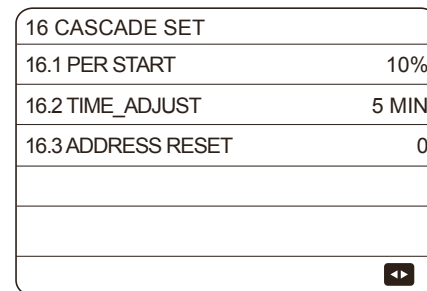 16 CASCADE SET
16.1 PER START 10%
16.2 TIME_ADJUST 5 MIN
16.3 ADDRESS RESET 0